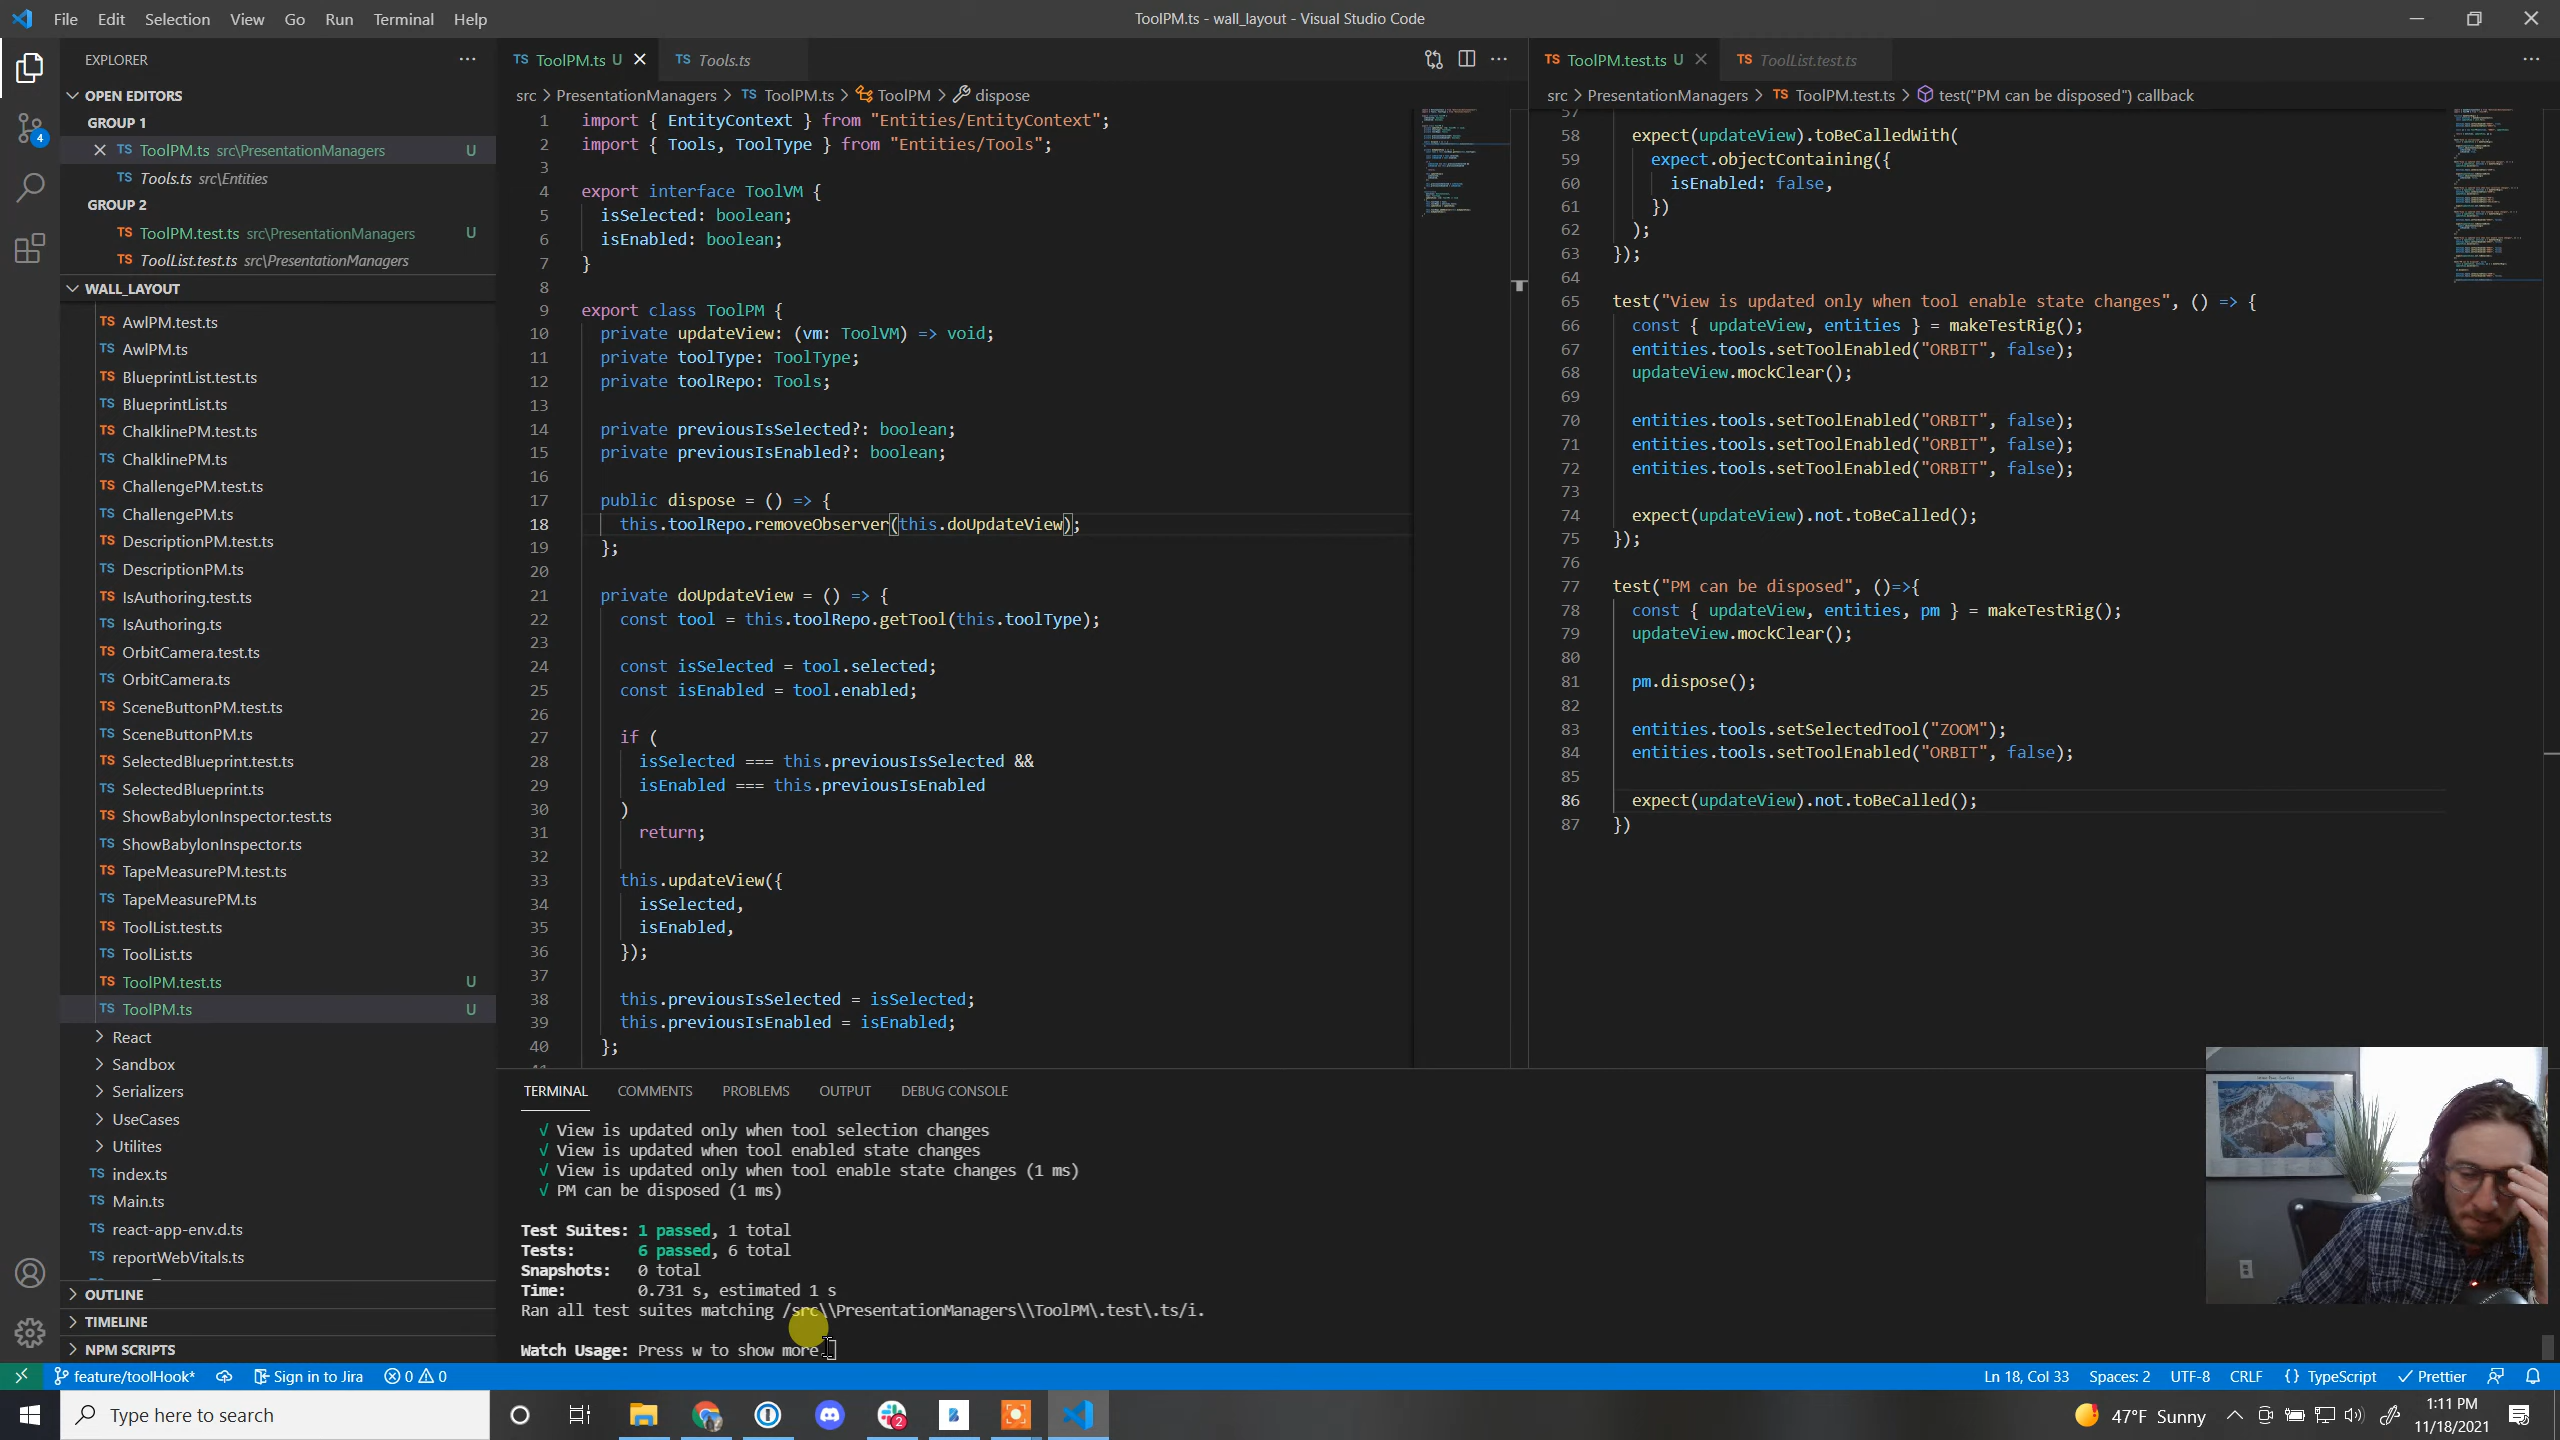 File Edit Selection View Go Run Terminal Help
ToolPM.ts - wall_layout - Visual Studio Code
EXPLORER
OPEN EDITORS
GROUP 1
TS ToolPM.ts src\PresentationManagers U
TS Tools.ts src\Entities
GROUP 2
TS ToolPM.test.ts src\PresentationManagers U
TS ToolList.test.ts src\PresentationManagers
4
WALL_LAYOUT
TS AwlPM.test.ts
TS AwlPM.ts
TS BlueprintList.test.ts
TS BlueprintList.ts
TS ChalklinePM.test.ts
TS ChalklinePM.ts
TS ChallengePM.test.ts
TS ChallengePM.ts
TS DescriptionPM.test.ts
TS DescriptionPM.ts
TS IsAuthoring.test.ts
TS IsAuthoring.ts
TS OrbitCamera.test.ts
TS OrbitCamera.ts
TS SceneButtonPM.test.ts
TS SceneButtonPM.ts
TS SelectedBlueprint.test.ts
TS SelectedBlueprint.ts
TS ShowBabylonInspector.test.ts
TS ShowBabylonInspector.ts
TS TapeMeasurePM.test.ts
TS TapeMeasurePM.ts
TS ToolList.test.ts
TS ToolList.ts
TS ToolPM.test.ts U
TS ToolPM.ts U
React
Sandbox
Serializers
UseCases
Utilites
TS index.ts
TS Main.ts
TS react-app-env.d.ts
TS reportWebVitals.ts
OUTLINE
TIMELINE
NPM SCRIPTS
TS ToolPM.ts U
TS Tools.ts
src > PresentationManagers > TS ToolPM.ts > ToolPM > dispose
1 import { EntityContext } from "Entities/EntityContext";
2 import { Tools, ToolType } from "Entities/Tools";
3
4 export interface ToolVM {
5 isSelected: boolean;
6 isEnabled: boolean;
7 }
8
9 export class ToolPM {
10 private updateView: (vm: ToolVM) => void;
11 private toolType: ToolType;
12 private toolRepo: Tools;
13
14 private previousIsSelected?: boolean;
15 private previousIsEnabled?: boolean;
16
17 public dispose = () => {
18 this.toolRepo.removeObserver(this.doUpdateView);
19 };
20
21 private doUpdateView = () => {
22 const tool = this.toolRepo.getTool(this.toolType);
23
24 const isSelected = tool.selected;
25 const isEnabled = tool.enabled;
26
27 if (
28 isSelected === this.previousIsSelected &&
29 isEnabled === this.previousIsEnabled
30 )
31 return;
32
33 this.updateView({
34 isSelected,
35 isEnabled,
36 });
37
38 this.previousIsSelected = isSelected;
39 this.previousIsEnabled = isEnabled;
40 };
TS ToolPM.test.ts U
TS ToolList.test.ts
src > PresentationManagers > TS ToolPM.test.ts > test("PM can be disposed") callback
57
58 expect(updateView).toBeCalledWith(
59 expect.objectContaining({
60 isEnabled: false,
61 })
62 );
63 });
64
65 test("View is updated only when tool enable state changes", () => {
66 const { updateView, entities } = makeTestRig();
67 entities.tools.setToolEnabled("ORBIT", false);
68 updateView.mockClear();
69
70 entities.tools.setToolEnabled("ORBIT", false);
71 entities.tools.setToolEnabled("ORBIT", false);
72 entities.tools.setToolEnabled("ORBIT", false);
73
74 expect(updateView).not.toBeCalled();
75 });
76
77 test("PM can be disposed", ()=>{
78 const { updateView, entities, pm } = makeTestRig();
79 updateView.mockClear();
80
81 pm.dispose();
82
83 entities.tools.setSelectedTool("ZOOM");
84 entities.tools.setToolEnabled("ORBIT", false);
85
86 expect(updateView).not.toBeCalled();
87 })
TERMINAL COMMENTS PROBLEMS OUTPUT DEBUG CONSOLE
√ View is updated only when tool selection changes
√ View is updated when tool enabled state changes
√ View is updated only when tool enable state changes (1 ms)
√ PM can be disposed (1 ms)
Test Suites: 1 passed, 1 total
Tests: 6 passed, 6 total
Snapshots: 0 total
Time: 0.731 s, estimated 1 s
Ran all test suites matching /src\\PresentationManagers\\ToolPM\.test\.ts/i.
Watch Usage: Press w to show more.
feature/toolHook* Sign in to Jira 0 0
Ln 18, Col 33 Spaces: 2 UTF-8 CRLF {} TypeScript Prettier
Type here to search
2
47°F Sunny
1:11 PM
11/18/2021